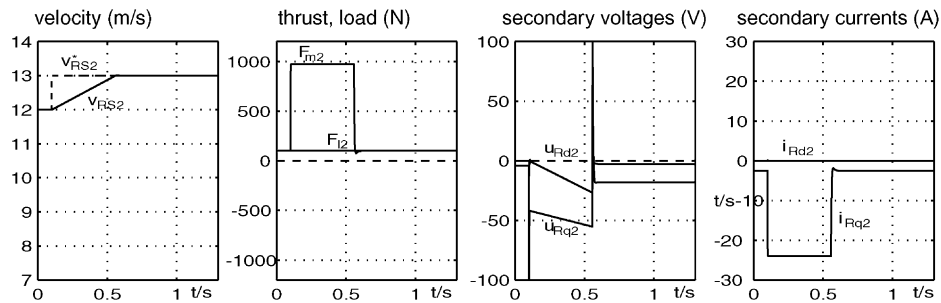 velocity (m/s)
14
13
12
11
10
9
8
7
v*RS2
vRS2
0
0.5
1
t/s
thrust, load (N)
1000
500
0
-500
-1000
Fm2
Fl2
0
0.5
1
t/s
secondary voltages (V)
100
50
0
-50
-100
uRd2
uRq2
0
0.5
1
t/s
secondary currents (A)
30
20
10
0
t/s-10
-20
-30
iRd2
iRq2
0
0.5
1
t/s